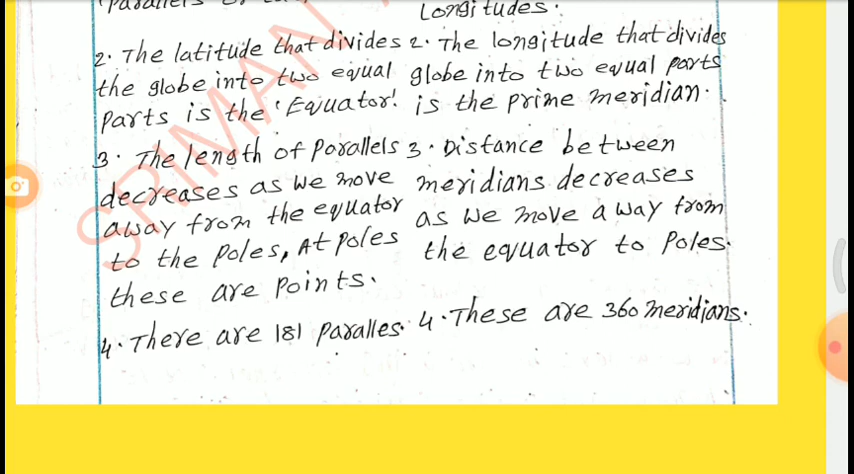 Longitudes.
2. The latitude that divides
the globe into two equal
parts is the 'Equator'.
3. The length of parallels
decreases as we move
away from the equator
to the poles, At poles
these are points.
4. There are 181 paralles.
2. The longitude that divides
globe into two equal parts
is the prime meridian.
3. Distance between
meridians decreases
as we move away from
the equator to poles.
4. These are 360 meridians.
SRIMAN